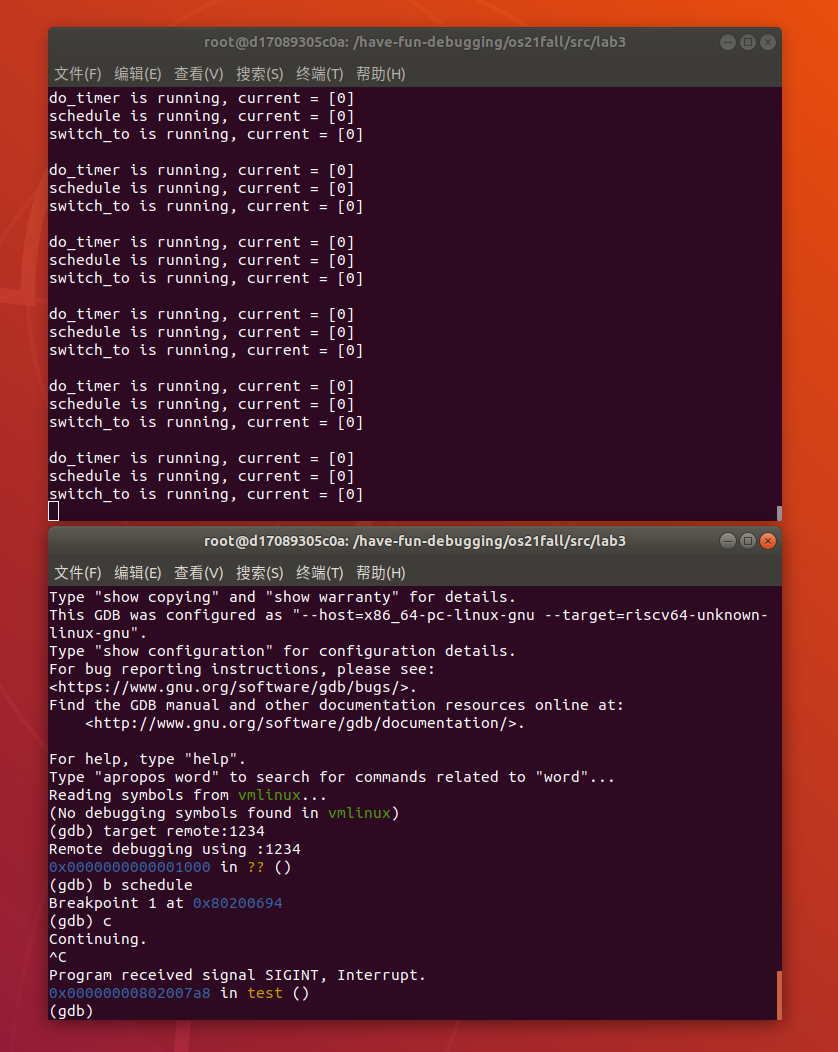 root@d17089305c0a: /have-fun-debugging/os21fall/src/lab3
文件(F) 编辑(E) 查看(V) 搜索(S) 终端(T) 帮助(H)
do_timer is running, current = [0]
schedule is running, current = [0]
switch_to is running, current = [0]

do_timer is running, current = [0]
schedule is running, current = [0]
switch_to is running, current = [0]

do_timer is running, current = [0]
schedule is running, current = [0]
switch_to is running, current = [0]

do_timer is running, current = [0]
schedule is running, current = [0]
switch_to is running, current = [0]

do_timer is running, current = [0]
schedule is running, current = [0]
switch_to is running, current = [0]

do_timer is running, current = [0]
schedule is running, current = [0]
switch_to is running, current = [0]
root@d17089305c0a: /have-fun-debugging/os21fall/src/lab3
文件(F) 编辑(E) 查看(V) 搜索(S) 终端(T) 帮助(H)
Type "show copying" and "show warranty" for details.
This GDB was configured as "--host=x86_64-pc-linux-gnu --target=riscv64-unknown-
linux-gnu".
Type "show configuration" for configuration details.
For bug reporting instructions, please see:
<https://www.gnu.org/software/gdb/bugs/>.
Find the GDB manual and other documentation resources online at:
    <http://www.gnu.org/software/gdb/documentation/>.

For help, type "help".
Type "apropos word" to search for commands related to "word"...
Reading symbols from vmlinux...
(No debugging symbols found in vmlinux)
(gdb) target remote:1234
Remote debugging using :1234
0x0000000000001000 in ?? ()
(gdb) b schedule
Breakpoint 1 at 0x80200694
(gdb) c
Continuing.
^C
Program received signal SIGINT, Interrupt.
0x00000000802007a8 in test ()
(gdb)